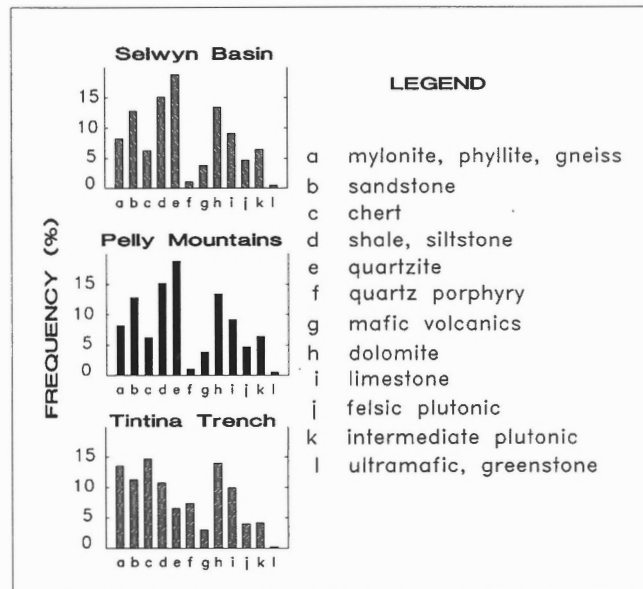 Selwyn Basin
15
10
5
0
a b c d e f g h i j k l
Pelly Mountains
15
10
5
0
a b c d e f g h i j k l
Tintina Trench
15
10
5
0
a b c d e f g h i j k l
FREQUENCY (%)
LEGEND
a mylonite, phyllite, gneiss
b sandstone
c chert
d shale, siltstone
e quartzite
f quartz porphyry
g mafic volcanics
h dolomite
i limestone
j felsic plutonic
k intermediate plutonic
l ultramafic, greenstone